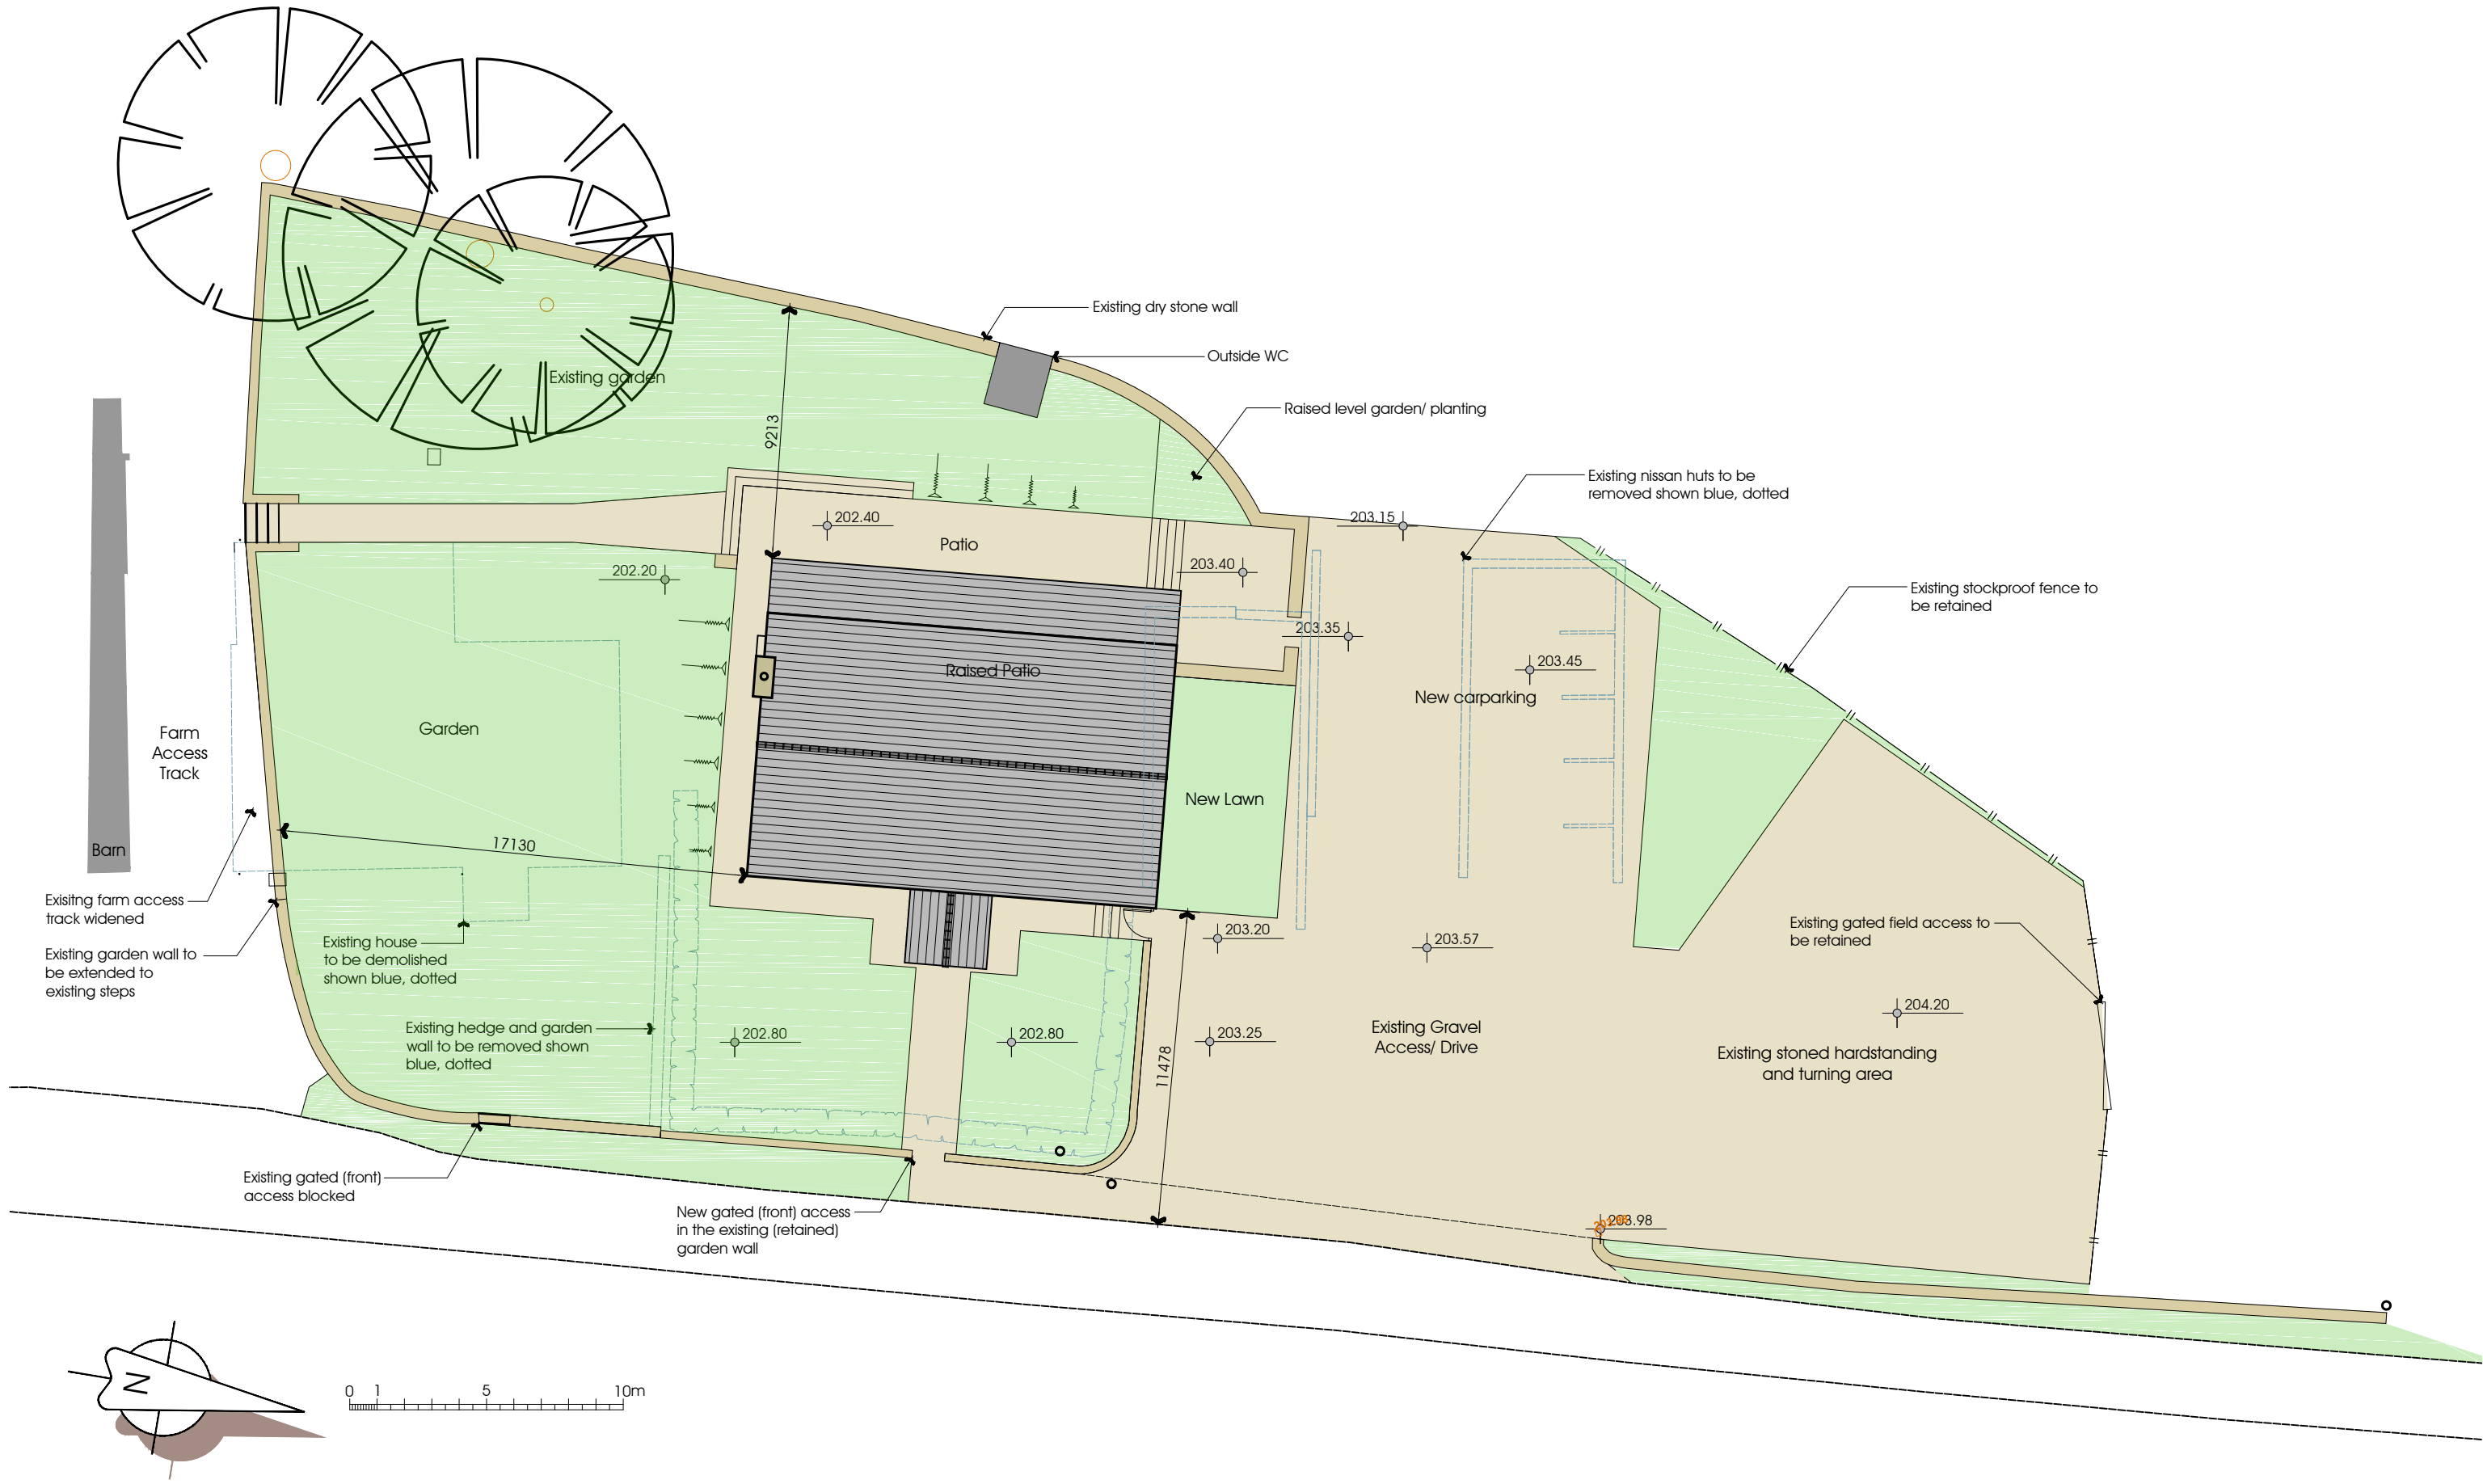 Existing dry stone wall
Outside WC
Existing garden
Raised level garden/ planting
9213
Existing nissan huts to be
removed shown blue, dotted
202.40
203.15
Patio
202.20
203.40
Existing stockproof fence to
be retained
203.35
203.45
Raised Patio
New carparking
Garden
Farm
Access
Track
New Lawn
17130
Barn
Exisitng farm access
track widened
Existing garden wall to
be extended to
existing steps
Existing house
to be demolished
shown blue, dotted
203.20
203.57
Existing gated field access to
be retained
204.20
Existing hedge and garden
wall to be removed shown
blue, dotted
202.80
202.80
203.25
11478
Existing Gravel
Access/ Drive
Existing stoned hardstanding
and turning area
Existing gated (front)
access blocked
New gated (front) access
in the existing (retained)
garden wall
203.98
N
0 1 5 10m